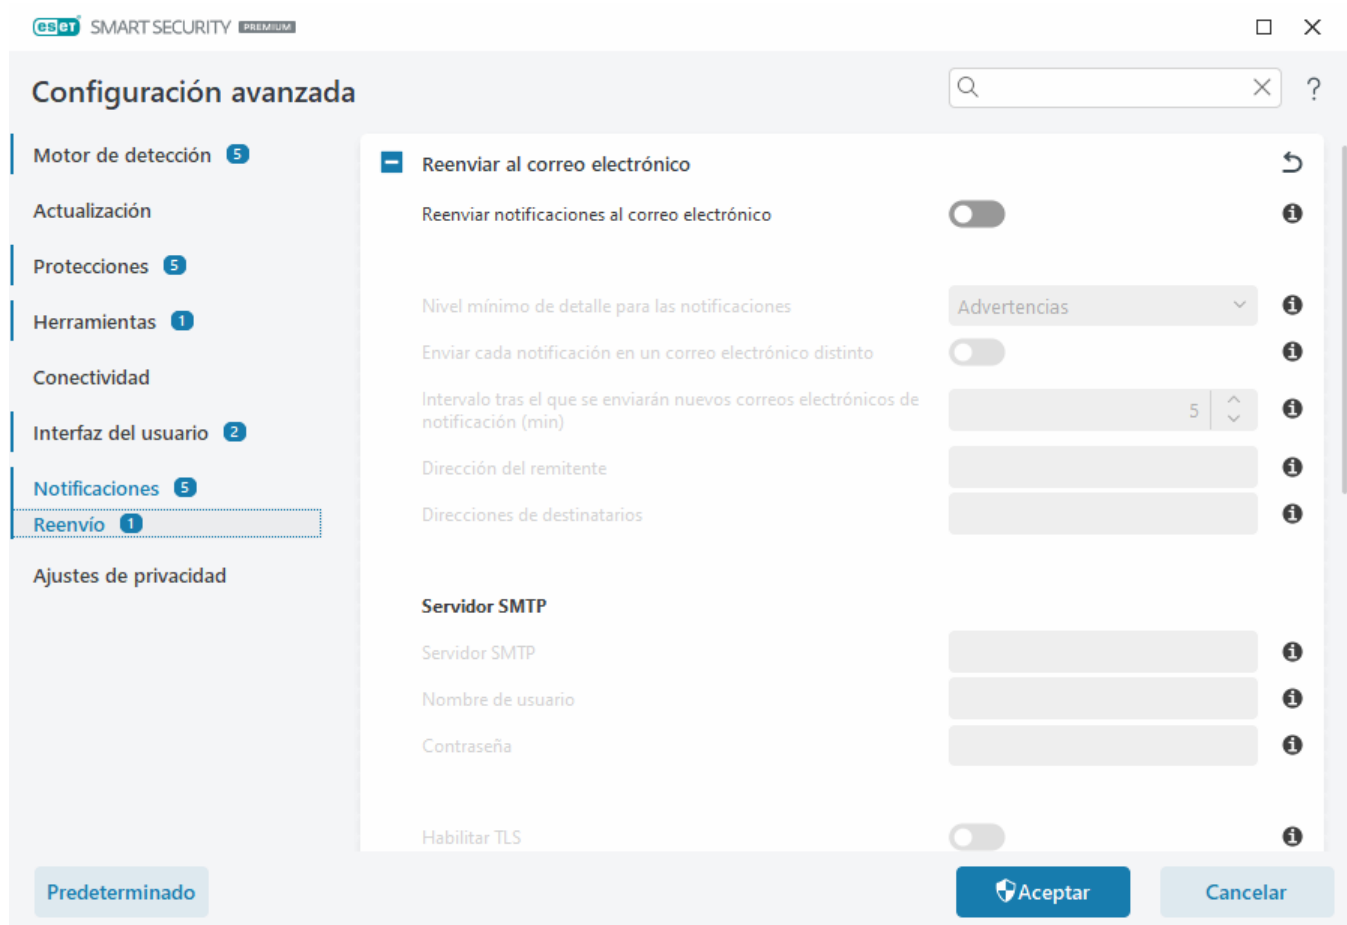 eset SMART SECURITY PREMIUM
Configuración avanzada
?
Motor de detección 5
Actualización
Protecciones 5
Herramientas 1
Conectividad
Interfaz del usuario 2
Notificaciones 5
Reenvío 1
Ajustes de privacidad
Reenviar al correo electrónico
Reenviar notificaciones al correo electrónico
Nivel mínimo de detalle para las notificaciones
Advertencias
Enviar cada notificación en un correo electrónico distinto
Intervalo tras el que se enviarán nuevos correos electrónicos de
notificación (min)
5
Dirección del remitente
Direcciones de destinatarios
Servidor SMTP
Servidor SMTP
Nombre de usuario
Contraseña
Habilitar TLS
Predeterminado
Aceptar
Cancelar